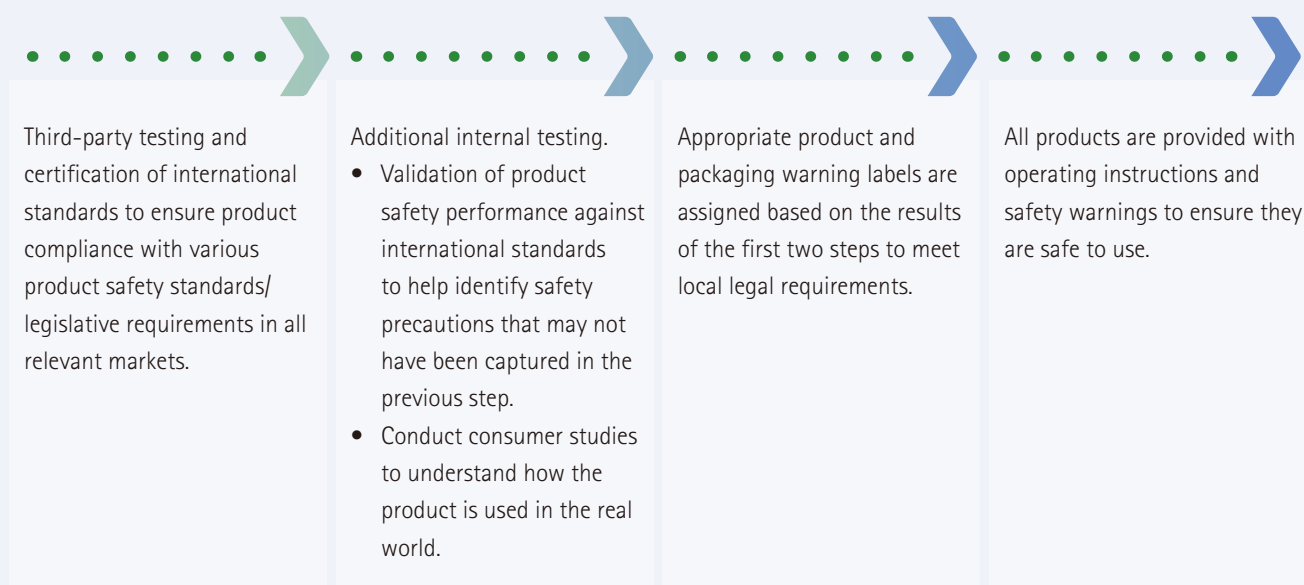 Third-party testing and
certification of international
standards to ensure product
compliance with various
product safety standards/
legislative requirements in all
relevant markets.
Additional internal testing.
• Validation of product
safety performance against
international standards
to help identify safety
precautions that may not
have been captured in the
previous step.
• Conduct consumer studies
to understand how the
product is used in the real
world.
Appropriate product and
packaging warning labels are
assigned based on the results
of the first two steps to meet
local legal requirements.
All products are provided with
operating instructions and
safety warnings to ensure they
are safe to use.